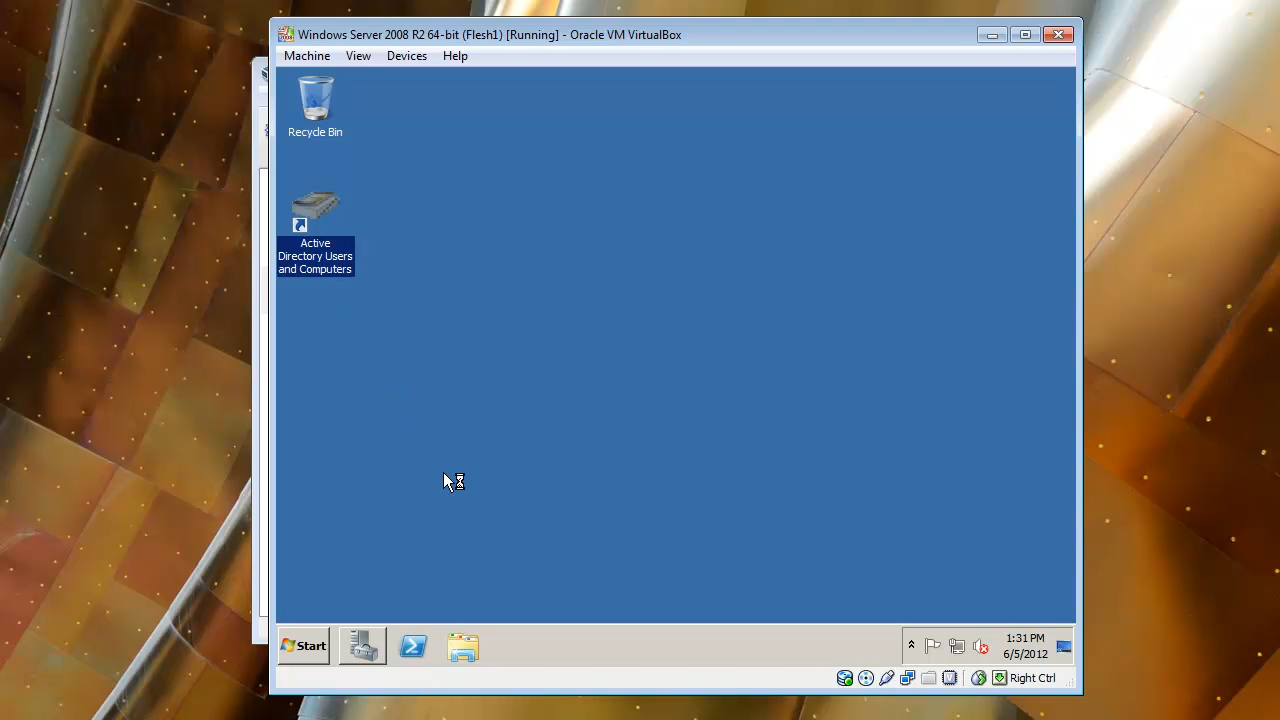 Windows Server 2008 R2 64-bit (Flesh1) [Running] - Oracle VM VirtualBox
Machine View Devices Help
Recycle Bin
Active
Directory Users
and Computers
Start
1:31 PM
6/5/2012
Right Ctrl